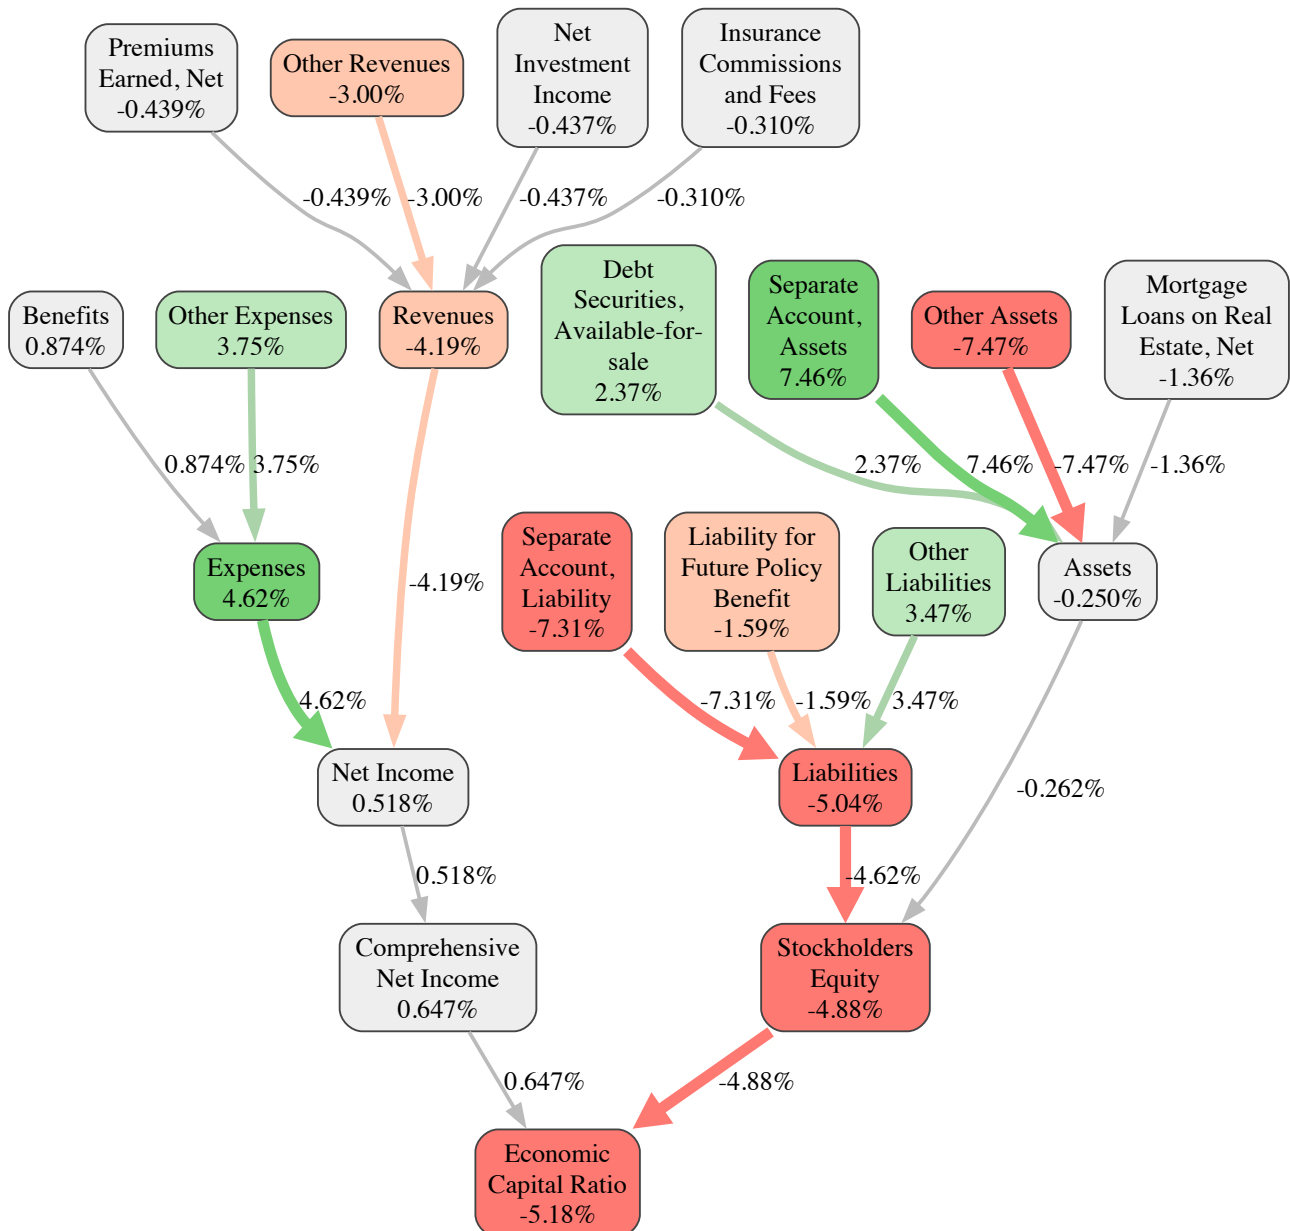 Premiums
Earned, Net
-0.439%
Other Revenues
-3.00%
Net
Investment
Income
-0.437%
Insurance
Commissions
and Fees
-0.310%
-0.439%
-3.00%
-0.437%
-0.310%
Benefits
0.874%
Other Expenses
3.75%
Revenues
-4.19%
Debt
Securities,
Available-for-
sale
2.37%
Separate
Account,
Assets
7.46%
Other Assets
-7.47%
Mortgage
Loans on Real
Estate, Net
-1.36%
0.874%
3.75%
2.37%
7.46%
-7.47%
-1.36%
Expenses
4.62%
-4.19%
Separate
Account,
Liability
-7.31%
Liability for
Future Policy
Benefit
-1.59%
Other
Liabilities
3.47%
Assets
-0.250%
4.62%
-7.31%
-1.59%
3.47%
Net Income
0.518%
Liabilities
-5.04%
-0.262%
0.518%
-4.62%
Comprehensive
Net Income
0.647%
Stockholders
Equity
-4.88%
0.647%
-4.88%
Economic
Capital Ratio
-5.18%